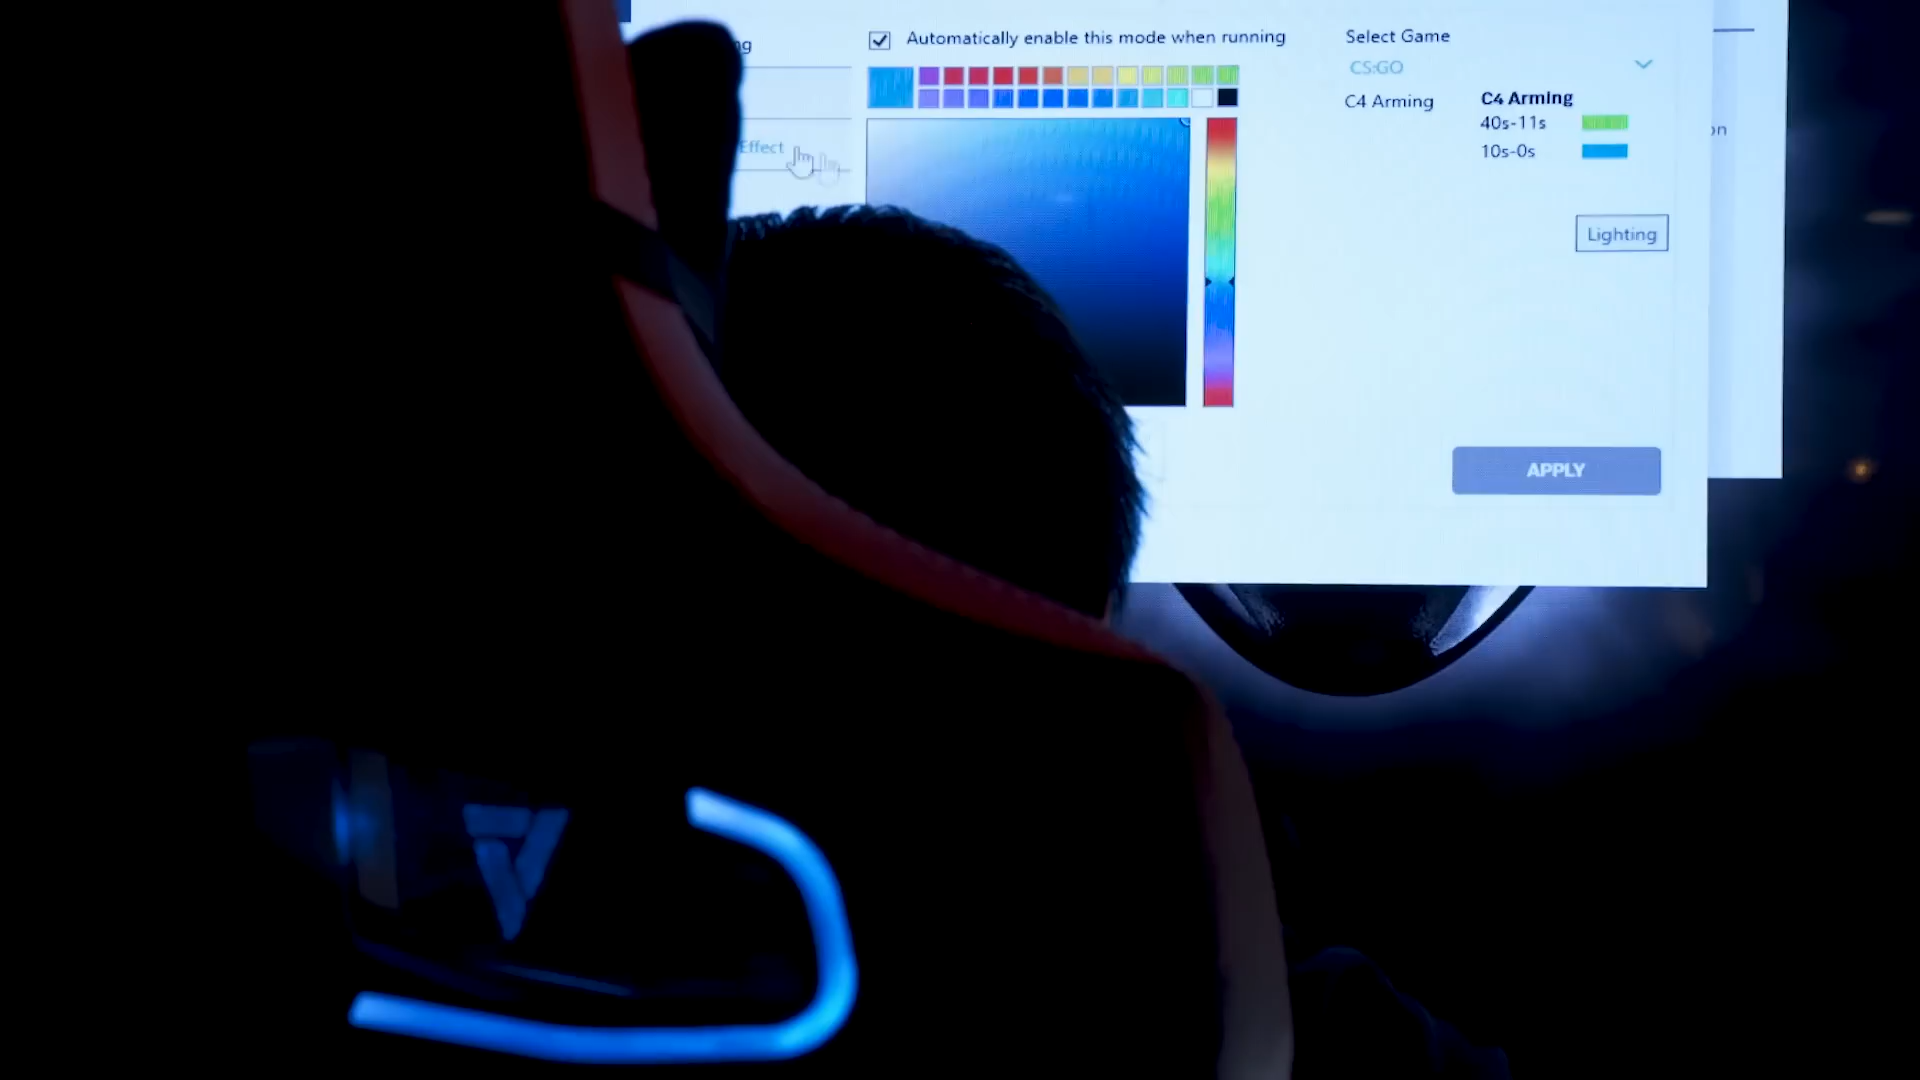 Automatically enable this mode when running
Select Game
CS:GO
C4 Arming
C4 Arming
40s-11s
10s-0s
Effect
Lighting
APPLY